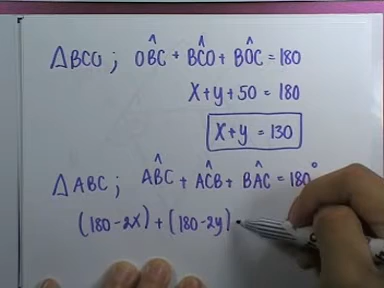 ΔBCO ; OB̂C + BĈO + BÔC = 180
x + y + 50 = 180
x + y = 130
ΔABC ; AB̂C + AĈB + BÂC = 180°
(180 - 2x) + (180 - 2y)